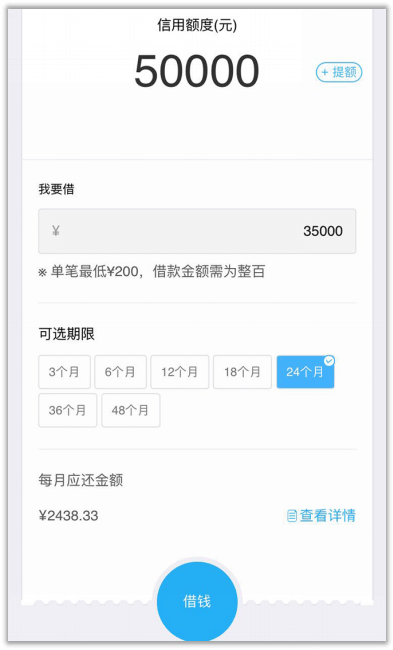 信用额度(元)
50000
+ 提额
我要借
¥ 35000
※ 单笔最低¥200，借款金额需为整百
可选期限
3个月 6个月 12个月 18个月 24个月
36个月 48个月
每月应还金额
¥2438.33 查看详情
借钱